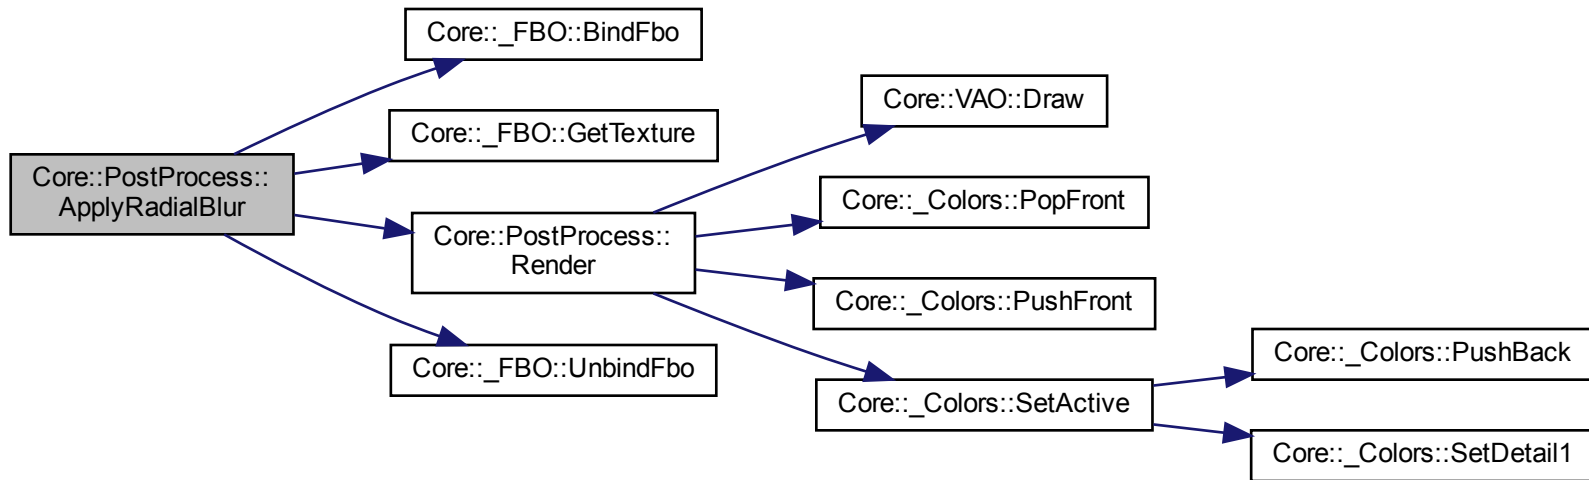 Core::_FBO::BindFbo
Core::_FBO::GetTexture
Core::PostProcess::
ApplyRadialBlur
Core::PostProcess::
Render
Core::_FBO::UnbindFbo
Core::VAO::Draw
Core::_Colors::PopFront
Core::_Colors::PushFront
Core::_Colors::SetActive
Core::_Colors::PushBack
Core::_Colors::SetDetail1